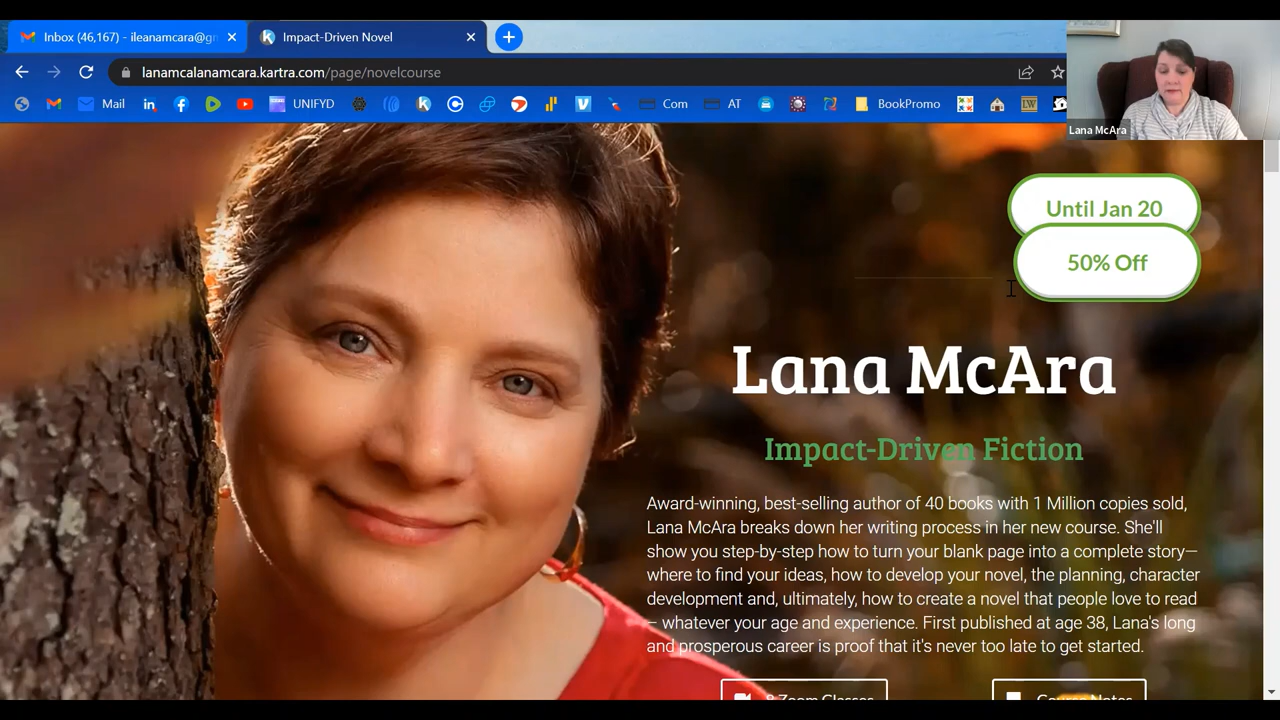 Inbox (46,167) - ileanamcara@gr
Impact-Driven Novel
lanamcalanamcara.kartra.com/page/novelcourse
Mail
UNIFYD
Com
AT
BookPromo
LW
Lana McAra
Until Jan 20
50% Off
Lana McAra
Impact-Driven Fiction
Award-winning, best-selling author of 40 books with 1 Million copies sold,
Lana McAra breaks down her writing process in her new course. She'll
show you step-by-step how to turn your blank page into a complete story—
where to find your ideas, how to develop your novel, the planning, character
development and, ultimately, how to create a novel that people love to read
– whatever your age and experience. First published at age 38, Lana's long
and prosperous career is proof that it's never too late to get started.
Zoom Classes
Course Notes